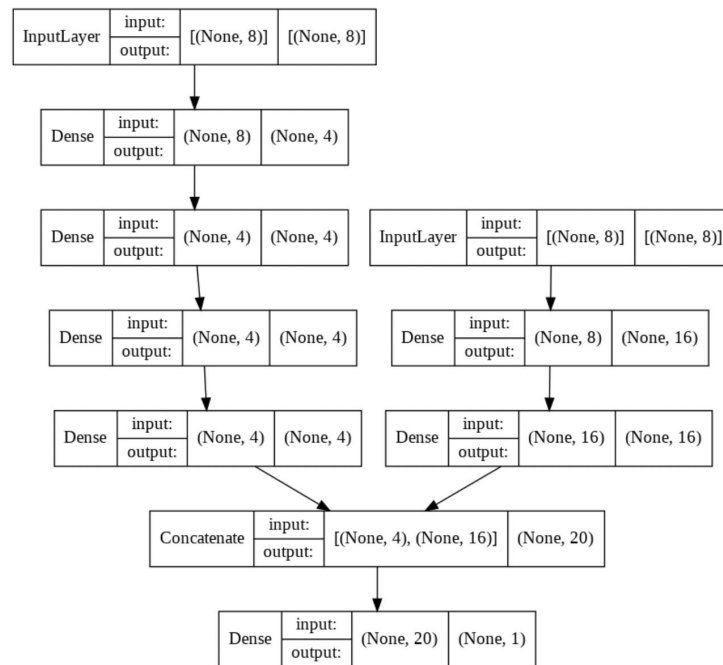 InputLayer input: output: [(None, 8)] [(None, 8)]
Dense input: output: (None, 8) (None, 4)
Dense input: output: (None, 4) (None, 4)
InputLayer input: output: [(None, 8)] [(None, 8)]
Dense input: output: (None, 4) (None, 4)
Dense input: output: (None, 8) (None, 16)
Dense input: output: (None, 4) (None, 4)
Dense input: output: (None, 16) (None, 16)
Concatenate input: output: [(None, 4), (None, 16)] (None, 20)
Dense input: output: (None, 20) (None, 1)